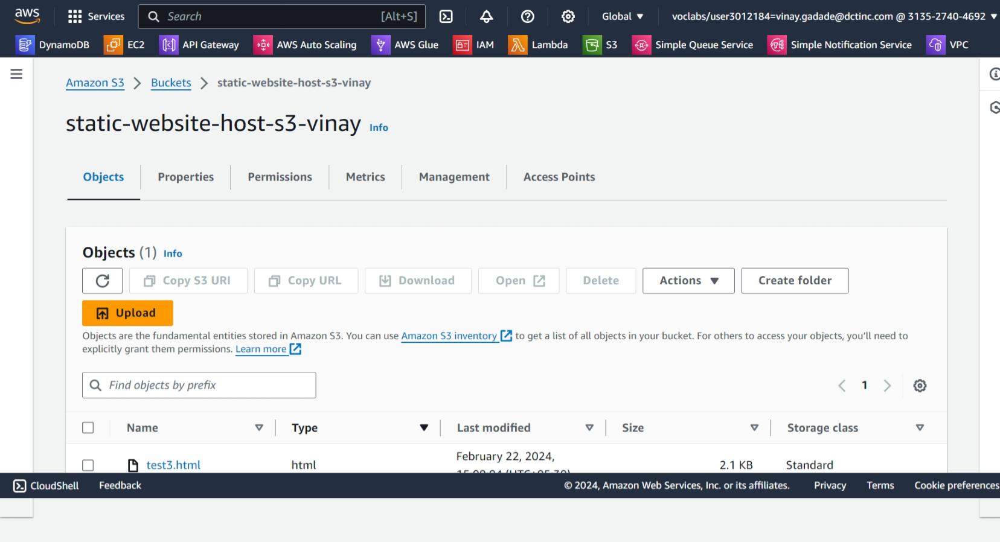 aws Services Search [Alt+S] Global voclabs/user3012184=vinay.gadade@dctinc.com @ 3135-2740-4692
DynamoDB EC2 API Gateway AWS Auto Scaling AWS Glue IAM Lambda S3 Simple Queue Service Simple Notification Service VPC
Amazon S3 > Buckets > static-website-host-s3-vinay
static-website-host-s3-vinay Info
Objects Properties Permissions Metrics Management Access Points
Objects (1) Info
Copy S3 URI Copy URL Download Open Delete Actions Create folder
Upload
Objects are the fundamental entities stored in Amazon S3. You can use Amazon S3 inventory to get a list of all objects in your bucket. For others to access your objects, you'll need to
explicitly grant them permissions. Learn more
Find objects by prefix 1
Name Type Last modified Size Storage class
February 22, 2024,
test3.html html 2.1 KB Standard
CloudShell Feedback © 2024, Amazon Web Services, Inc. or its affiliates. Privacy Terms Cookie preferences